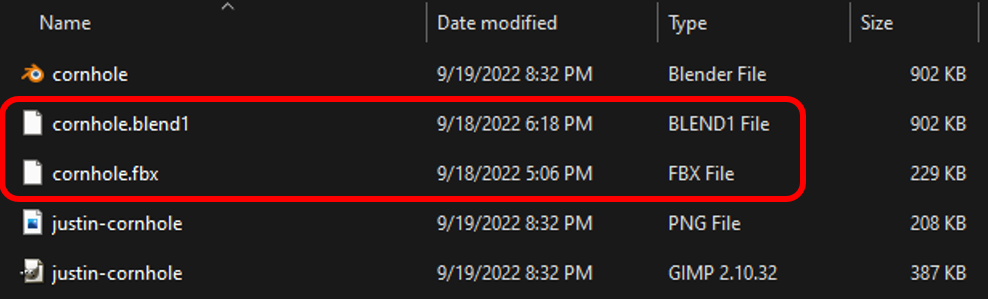 Name Date modified Type Size
cornhole 9/19/2022 8:32 PM Blender File 902 KB
cornhole.blend1 9/18/2022 6:18 PM BLEND1 File 902 KB
cornhole.fbx 9/18/2022 5:06 PM FBX File 229 KB
justin-cornhole 9/19/2022 8:32 PM PNG File 208 KB
justin-cornhole 9/19/2022 8:32 PM GIMP 2.10.32 387 KB